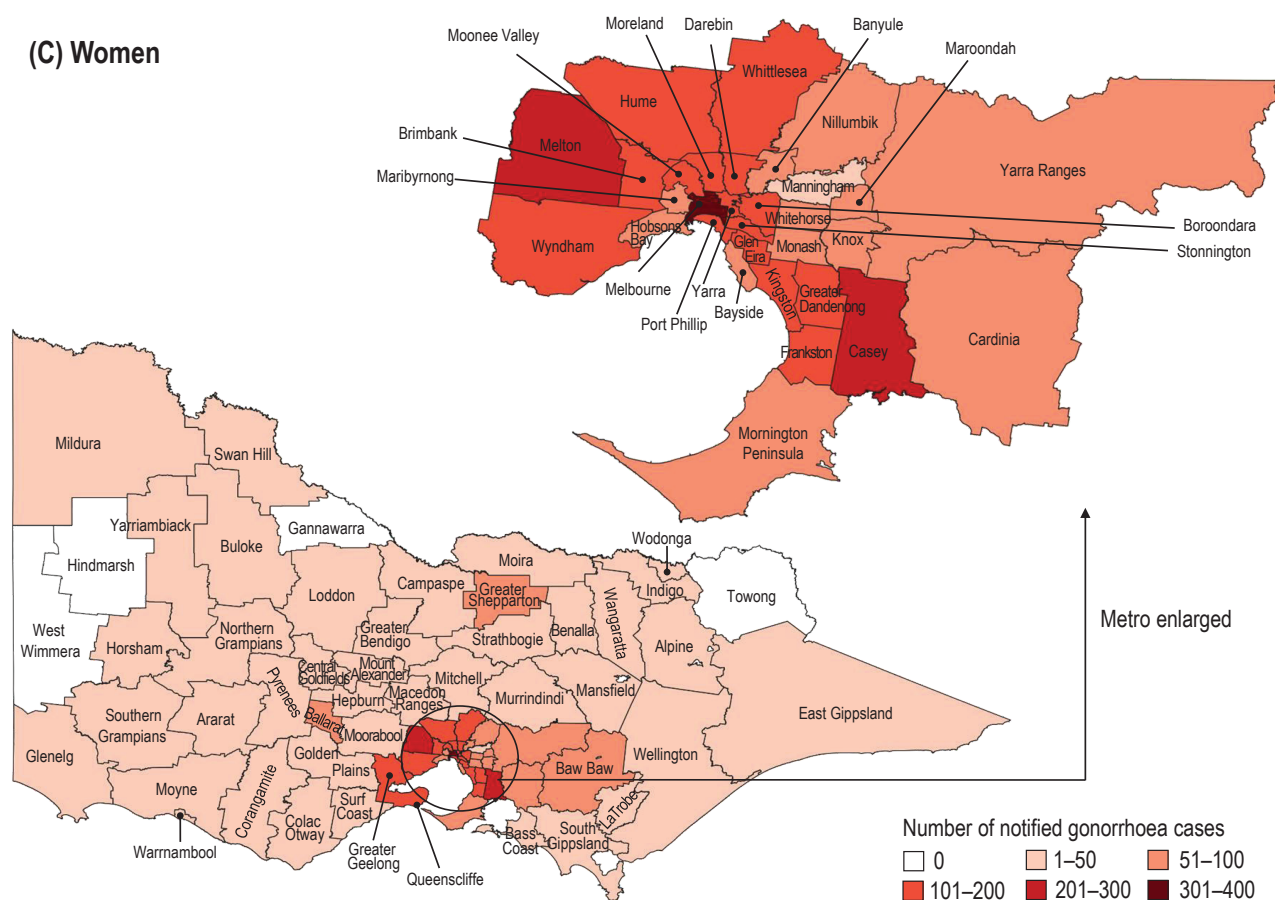 (C) Women
Moonee Valley
Moreland
Darebin
Banyule
Maroondah
Whittlesea
Hume
Nillumbik
Brimbank
Melton
Maribyrnong
Manningham
Yarra Ranges
Whitehorse
Boroondara
Hobsons
Bay
Wyndham
Glen
Eira
Monash
Knox
Stonnington
Melbourne
Yarra
Bayside
Port Phillip
Kingston
Greater
Dandenong
Frankston
Casey
Cardinia
Mornington
Peninsula
Mildura
Swan Hill
Gannawarra
Yarriambiack
Buloke
Hindmarsh
Wodonga
Moira
Campaspe
Greater
Shepparton
Indigo
Towong
Metro enlarged
Loddon
Wangaratta
West
Wimmera
Horsham
Northern
Grampians
Greater
Bendigo
Strathbogie
Benalla
Alpine
Pyrenees
Central
Goldfields
Mount
Alexander
Mitchell
Mansfield
Hepburn
Macedon
Ranges
Murrindindi
Southern
Grampians
Ararat
Ballarat
Moorabool
East Gippsland
Glenelg
Golden
Plains
Wellington
Baw Baw
Moyne
Corangamite
Surf
Coast
LaTrobe
Colac
Otway
Bass
Coast
South
Gippsland
Warrnambool
Greater
Geelong
Queenscliffe
Number of notified gonorrhoea cases
0
1–50
51–100
101–200
201–300
301–400